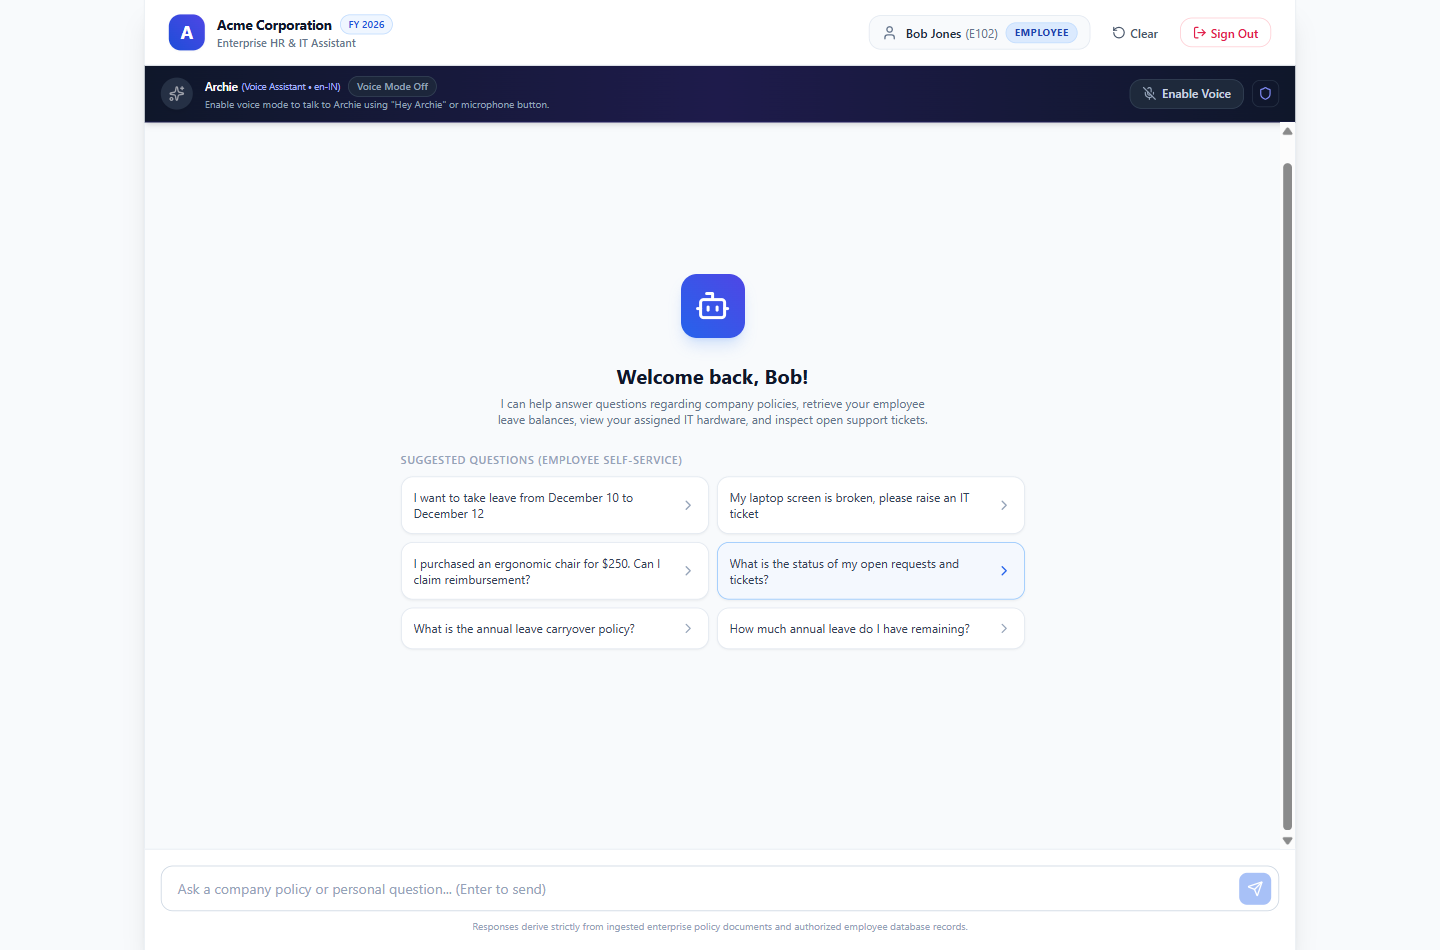 A
Acme Corporation
FY 2026
Enterprise HR & IT Assistant
Bob Jones (E102)
EMPLOYEE
Clear
Sign Out
Archie (Voice Assistant • en-IN)
Voice Mode Off
Enable voice mode to talk to Archie using "Hey Archie" or microphone button.
Enable Voice
Welcome back, Bob!
I can help answer questions regarding company policies, retrieve your employee
leave balances, view your assigned IT hardware, and inspect open support tickets.
SUGGESTED QUESTIONS (EMPLOYEE SELF-SERVICE)
I want to take leave from December 10 to
December 12
My laptop screen is broken, please raise an IT
ticket
I purchased an ergonomic chair for $250. Can I
claim reimbursement?
What is the status of my open requests and
tickets?
What is the annual leave carryover policy?
How much annual leave do I have remaining?
Ask a company policy or personal question... (Enter to send)
Responses derive strictly from ingested enterprise policy documents and authorized employee database records.